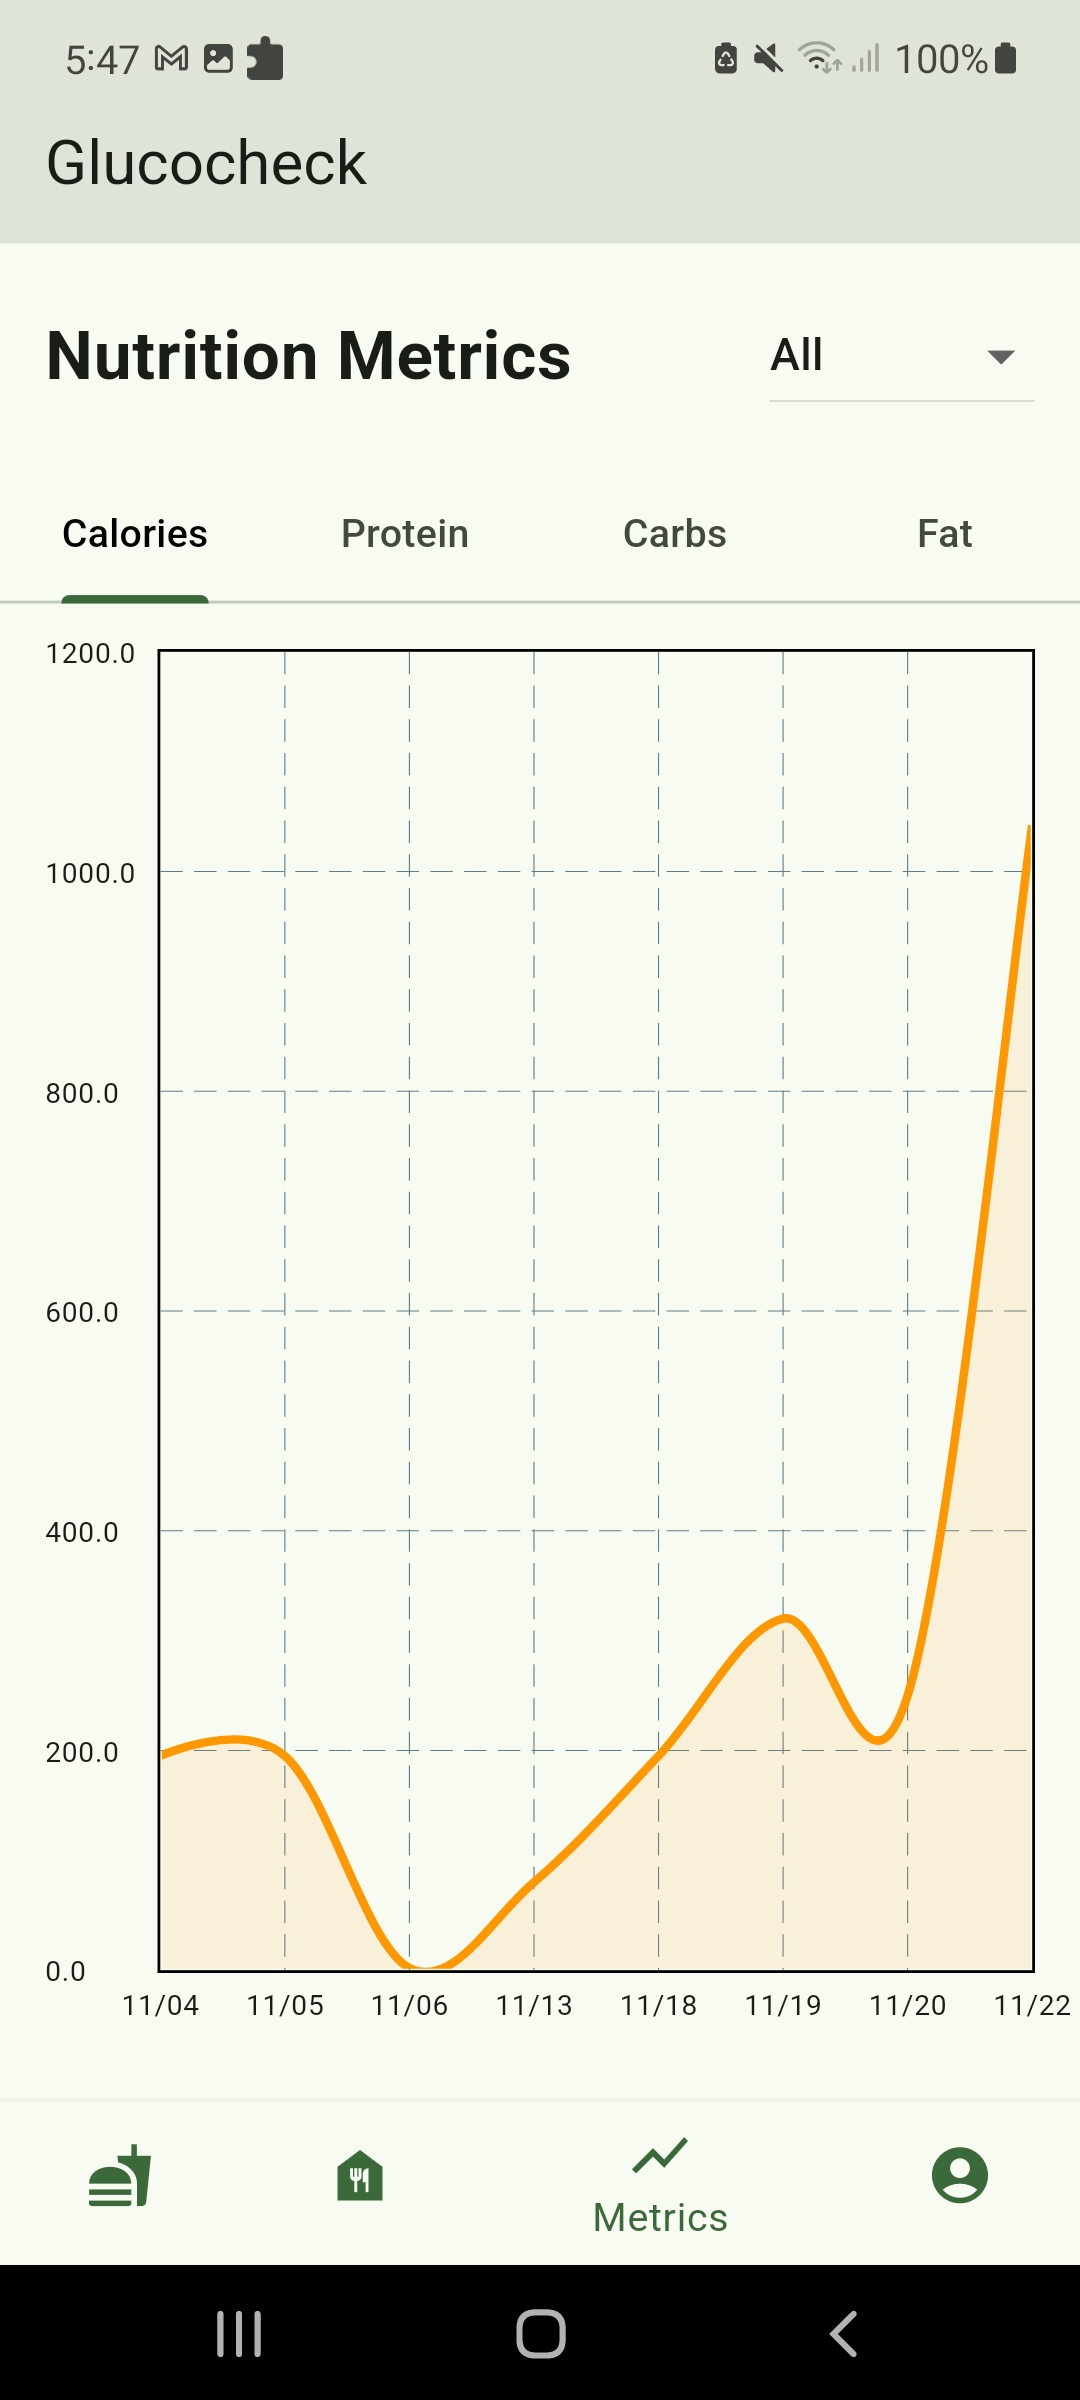 5:47 100%
Glucocheck
Nutrition Metrics All
Calories Protein Carbs Fat
1200.0
1000.0
800.0
600.0
400.0
200.0
0.0
11/04 11/05 11/06 11/13 11/18 11/19 11/20 11/22
Metrics